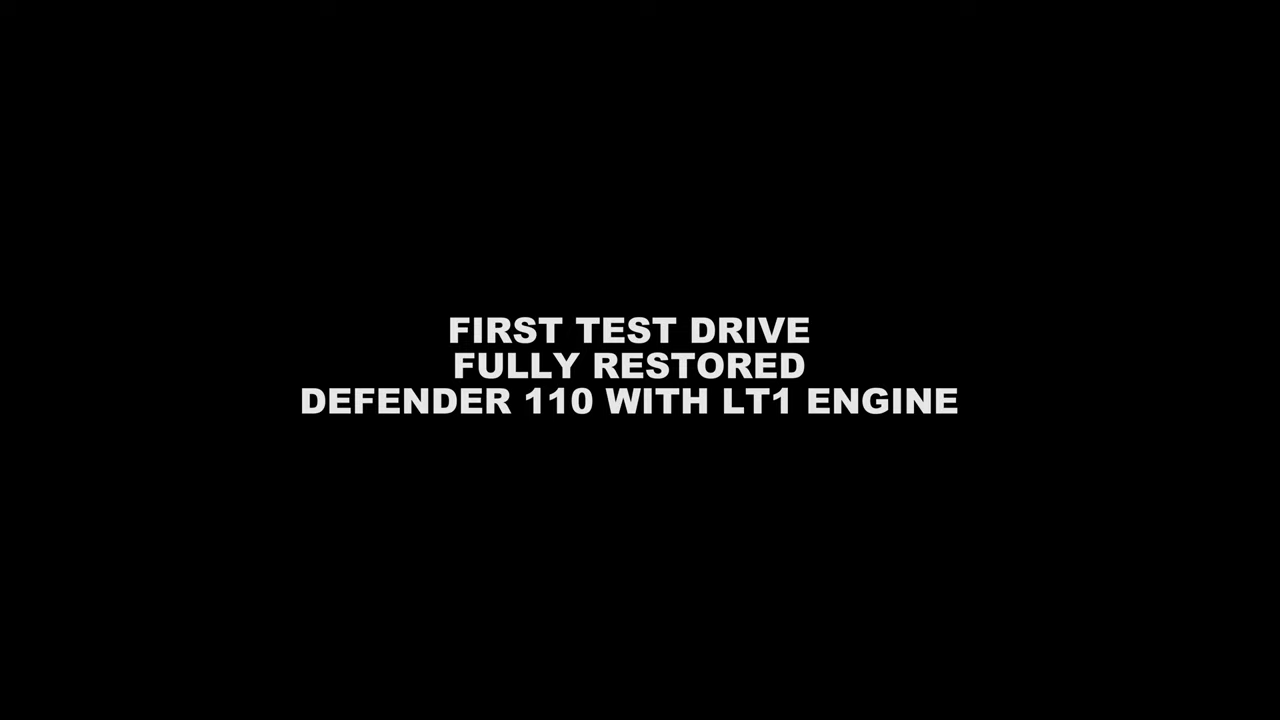 FIRST TEST DRIVE
FULLY RESTORED
DEFENDER 110 WITH LT1 ENGINE